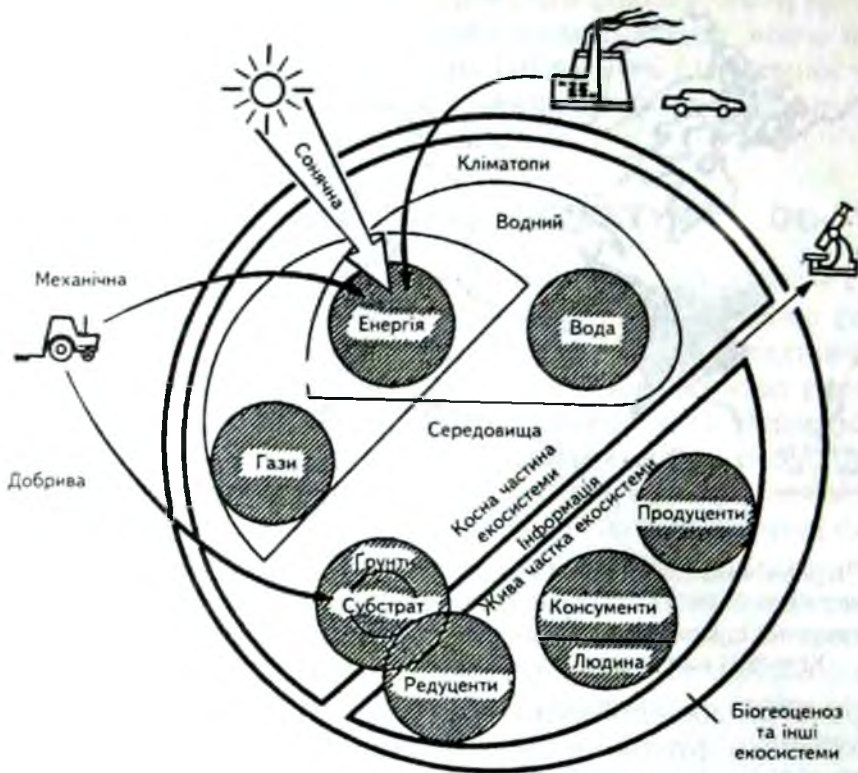 Сонячна
Кліматопи
Водний
Механічна
Енергія
Вода
Середовища
Гази
Добрива
Косна частина
екосистеми
Інформація
Жива частка екосистеми
Продуценти
Ґрунт
Субстрат
Консументи
Людина
Редуценти
Біогеоценоз
та інші
екосистеми